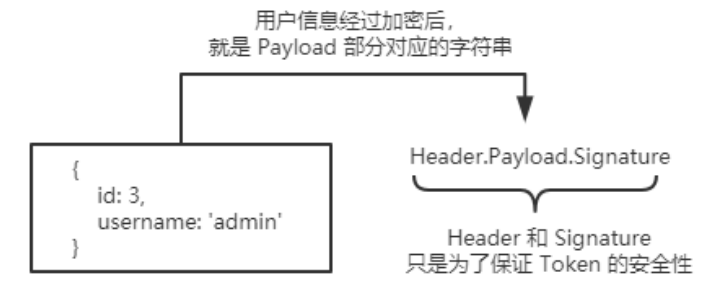 用户信息经过加密后，
就是 Payload 部分对应的字符串
{
id: 3,
username: 'admin'
}
Header.Payload.Signature
Header 和 Signature
只是为了保证 Token 的安全性